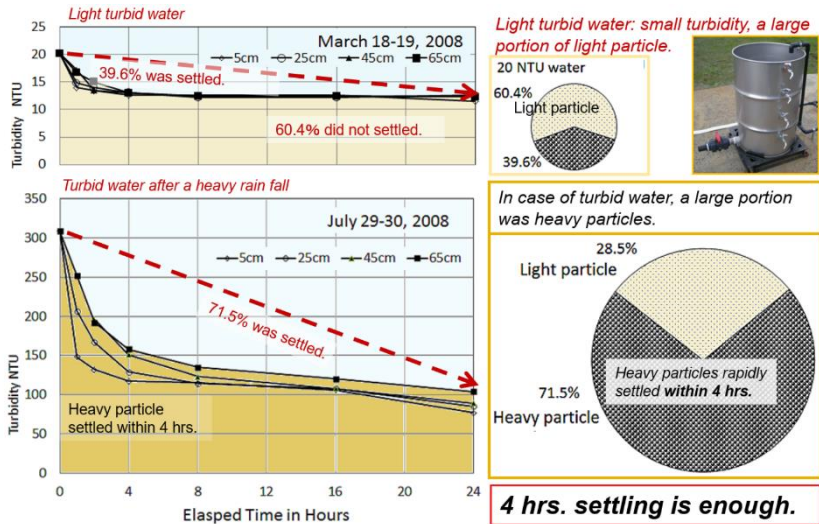 Light turbid water
25
20
15
10
5
0
Turbidity NTU
March 18-19, 2008
5cm 25cm 45cm 65cm
39.6% was settled.
60.4% did not settled.
Light turbid water: small turbidity, a large
portion of light particle.
20 NTU water
60.4%
Light particle
39.6%
Turbid water after a heavy rain fall
350
300
250
200
150
100
50
0
Turbidity NTU
July 29-30, 2008
5cm 25cm 45cm 65cm
71.5% was settled.
Heavy particle
settled within 4 hrs.
0 4 8 12 16 20 24
Elasped Time in Hours
In case of turbid water, a large portion
was heavy particles.
28.5%
Light particle
Heavy particles rapidly
settled within 4 hrs.
71.5%
Heavy particle
4 hrs. settling is enough.